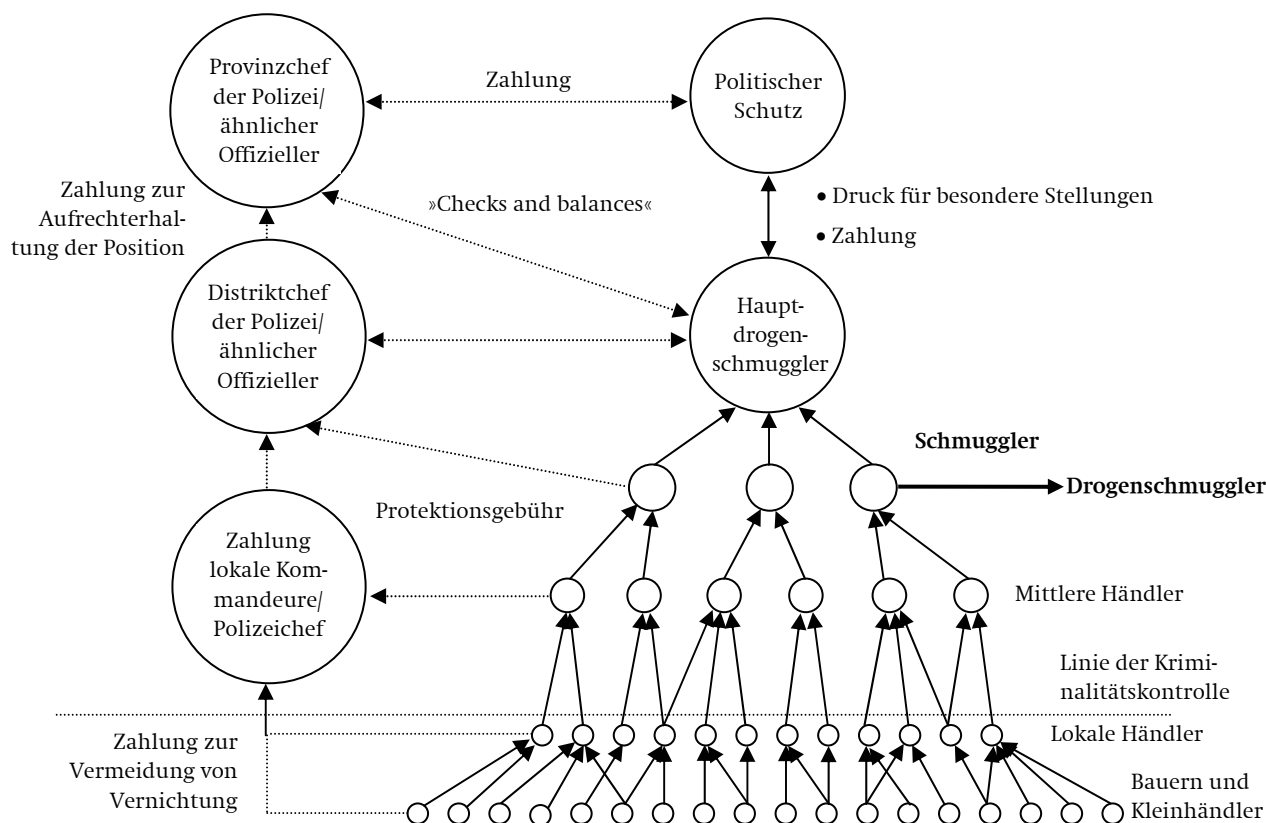 Provinzchef
der Polizei/
ähnlicher
Offizieller
Zahlung
Politischer
Schutz
Zahlung zur
Aufrechterhal-
tung der Position
»Checks and balances«
• Druck für besondere Stellungen
• Zahlung
Distriktchef
der Polizei/
ähnlicher
Offizieller
Haupt-
drogen-
schmuggler
Schmuggler
Drogenschmuggler
Protektionsgebühr
Zahlung
lokale Kom-
mandeure/
Polizeichef
Mittlere Händler
Linie der Krimi-
nalitätskontrolle
Zahlung zur
Vermeidung von
Vernichtung
Lokale Händler
Bauern und
Kleinhändler